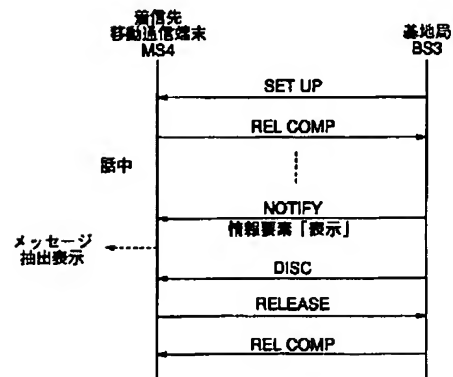 着信先
移動通信端末
MS4
基地局
BS3
SET UP
REL COMP
話中
NOTIFY
情報要素「表示」
メッセージ
抽出表示
DISC
RELEASE
REL COMP